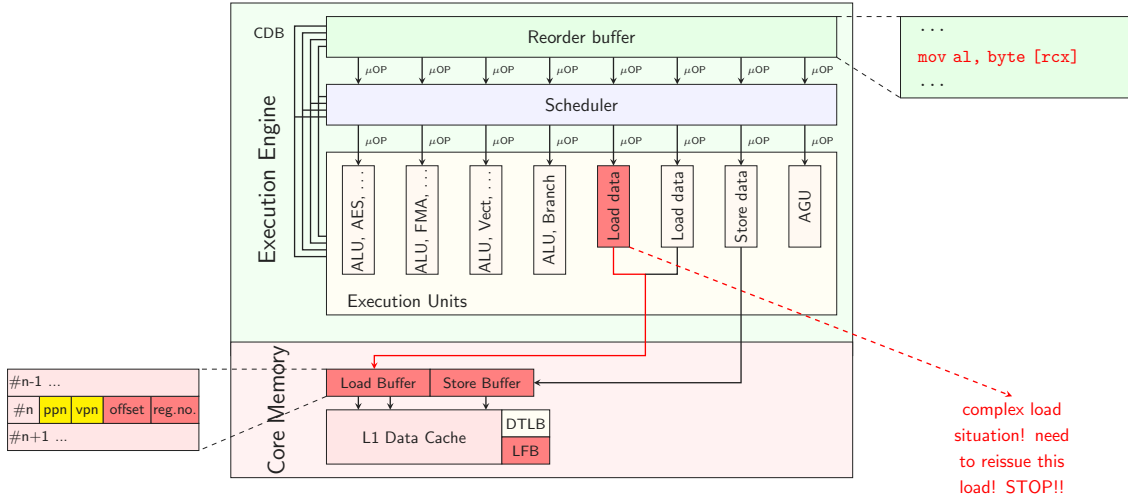 CDB
Reorder buffer
...
mov al, byte [rcx]
...
μOP μOP μOP μOP μOP μOP μOP μOP
Scheduler
μOP μOP μOP μOP μOP μOP μOP μOP
Execution Engine
ALU, AES, ...
ALU, FMA, ...
ALU, Vect, ...
ALU, Branch
Load data
Load data
Store data
AGU
Execution Units
Core Memory
#n-1 ...
#n ppn vpn offset reg.no.
#n+1 ...
Load Buffer Store Buffer
L1 Data Cache
DTLB
LFB
complex load
situation! need
to reissue this
load! STOP!!